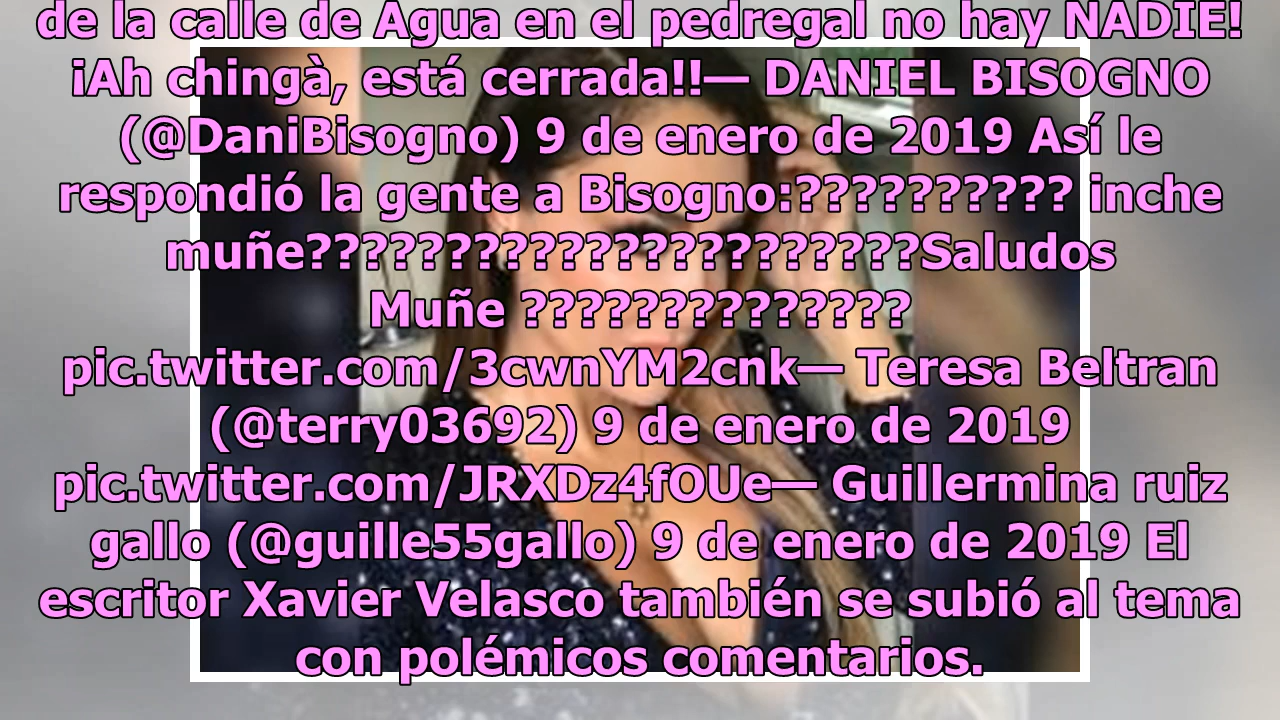 de la calle de Agua en el pedregal no hay NADIE!
¡Ah chingà, está cerrada!!— DANIEL BISOGNO
(@DaniBisogno) 9 de enero de 2019 Así le
respondió la gente a Bisogno:?????????? inche
muñe??????????????????????Saludos
Muñe ??????????????
pic.twitter.com/3cwnYM2cnk— Teresa Beltran
(@terry03692) 9 de enero de 2019
pic.twitter.com/JRXDz4fOUe— Guillermina ruiz
gallo (@guille55gallo) 9 de enero de 2019 El
escritor Xavier Velasco también se subió al tema
con polémicos comentarios.